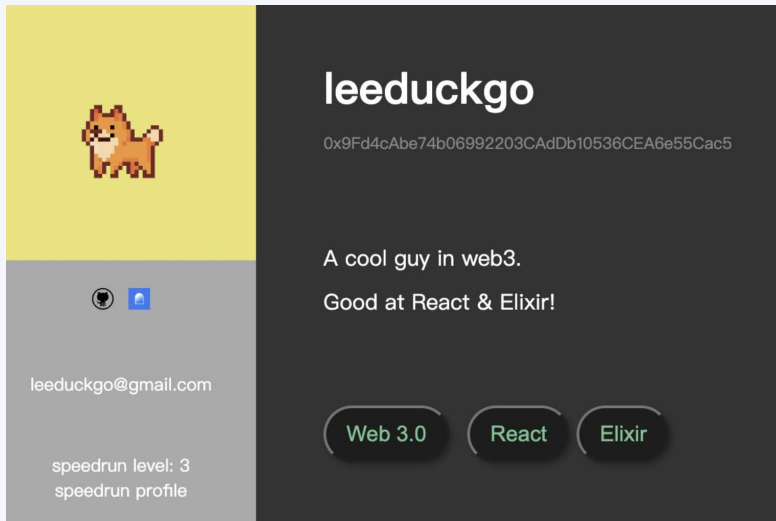 leeduckgo
0x9Fd4cAbe74b06992203CAdDb10536CEA6e55Cac5
A cool guy in web3.
Good at React & Elixir!
Web 3.0
React
Elixir
leeduckgo@gmail.com
speedrun level: 3
speedrun profile